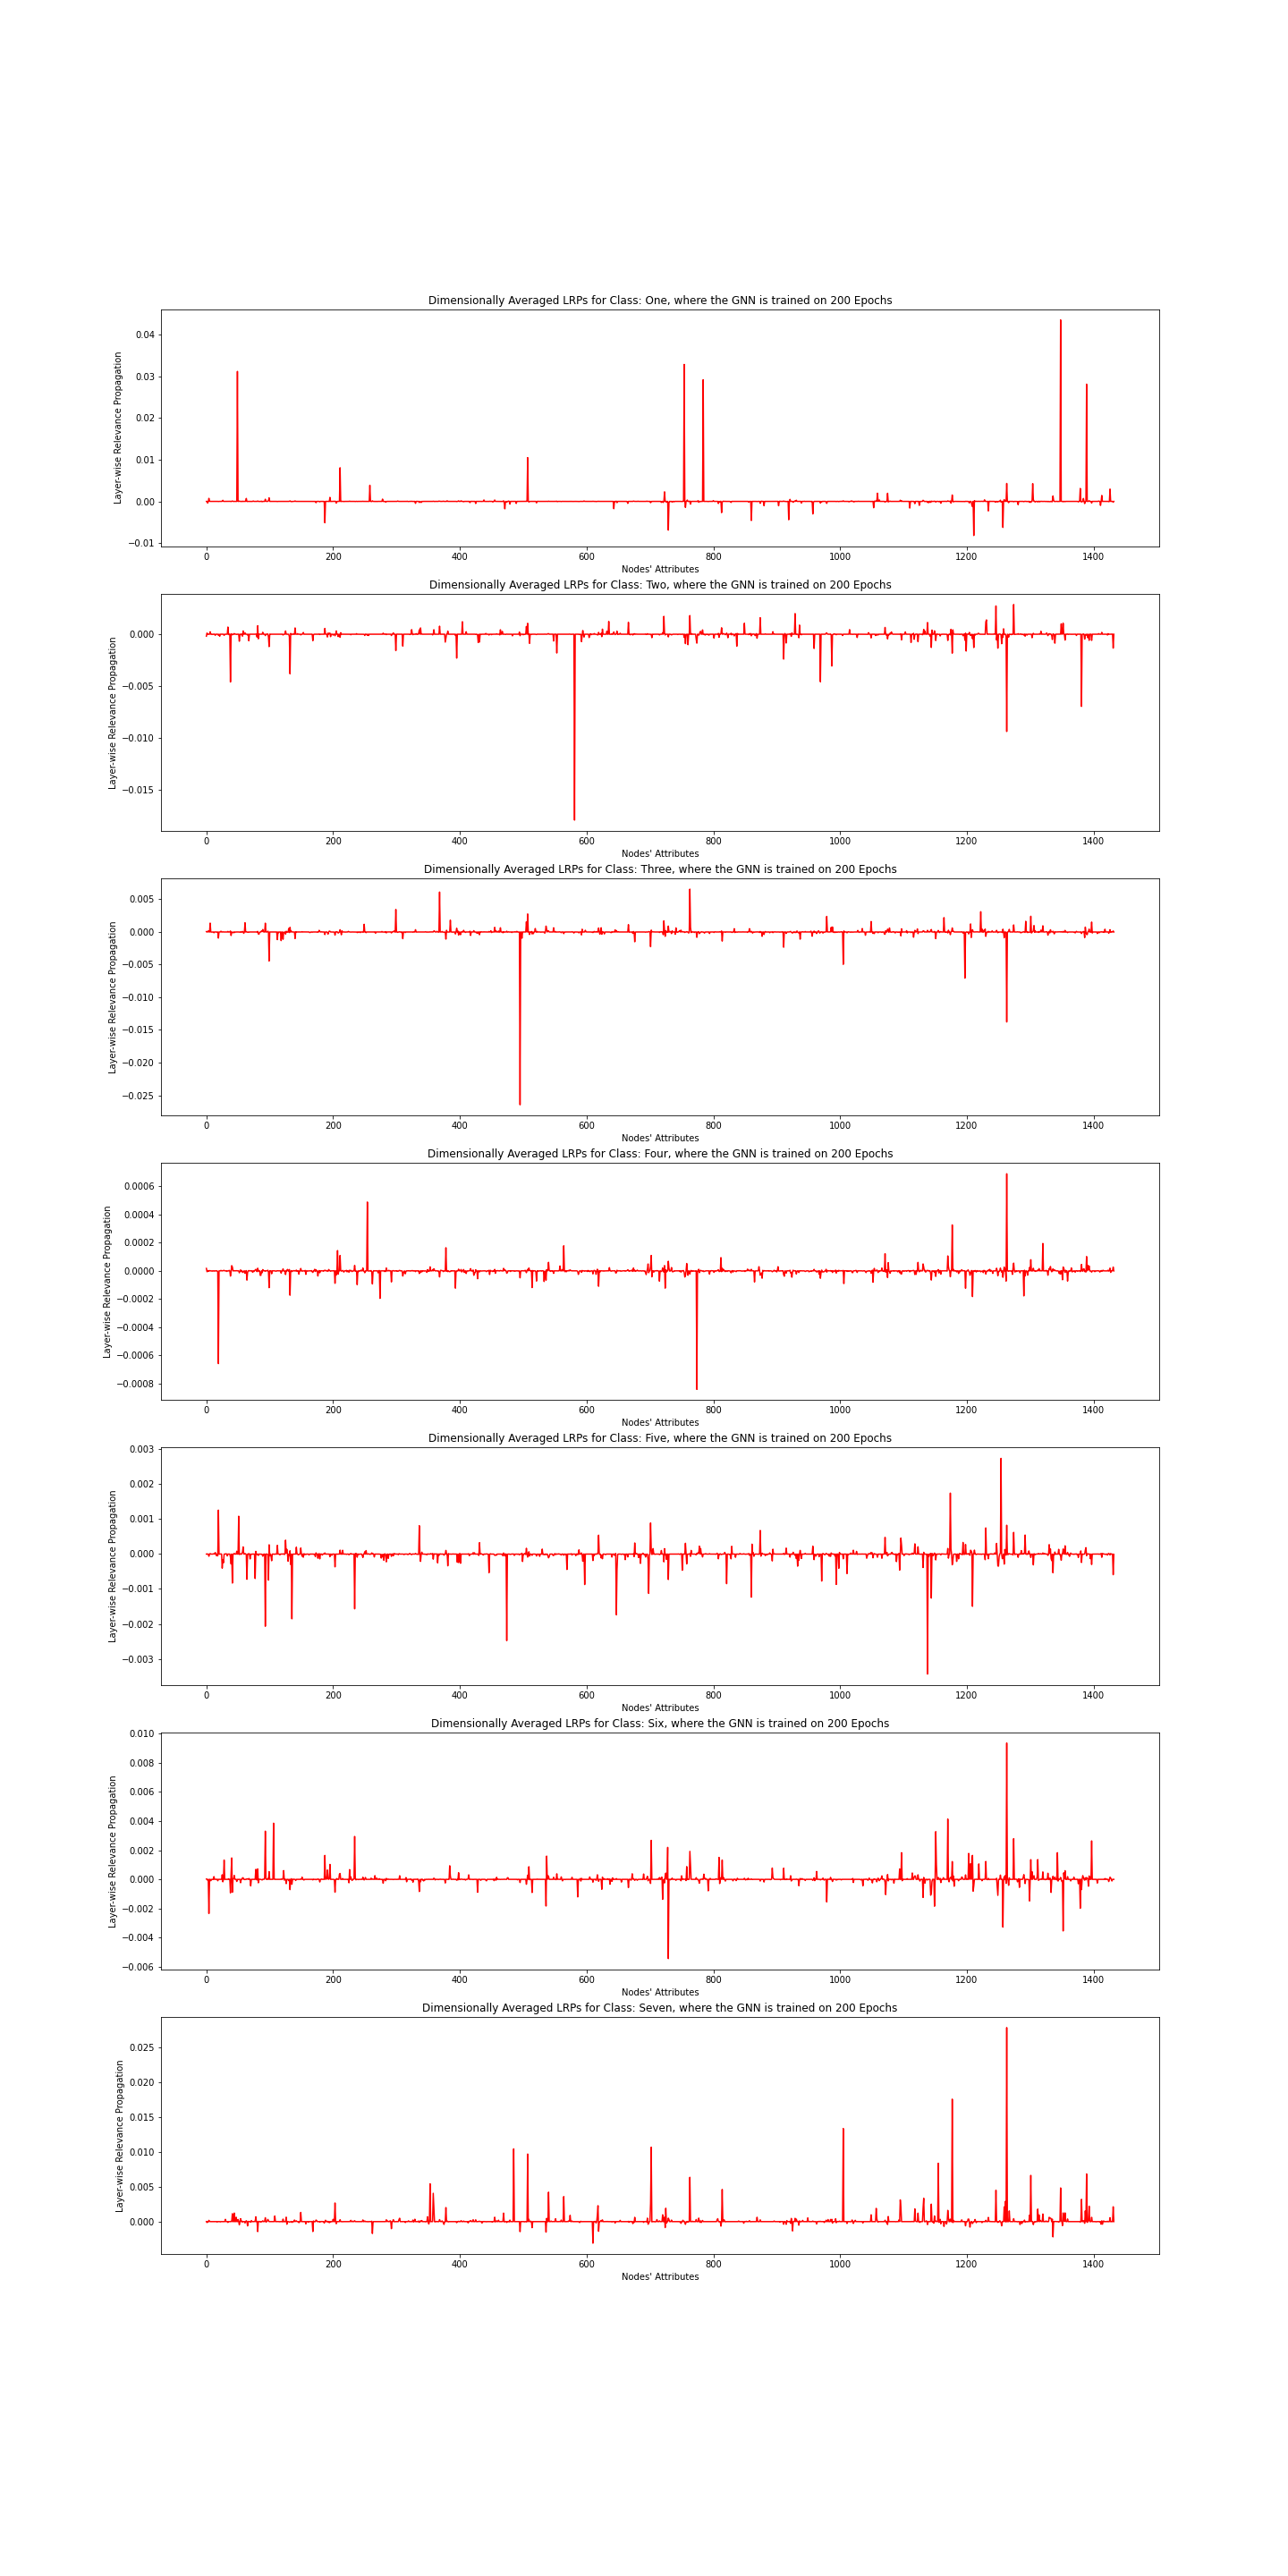 Dimensionally Averaged LRPs for Class: One, where the GNN is trained on 200 Epochs
Layer-wise Relevance Propagation
0.04
0.03
0.02
0.01
0.00
−0.01
0 200 400 600 800 1000 1200 1400
Nodes' Attributes
Dimensionally Averaged LRPs for Class: Two, where the GNN is trained on 200 Epochs
Layer-wise Relevance Propagation
0.000
−0.005
−0.010
−0.015
0 200 400 600 800 1000 1200 1400
Nodes' Attributes
Dimensionally Averaged LRPs for Class: Three, where the GNN is trained on 200 Epochs
Layer-wise Relevance Propagation
0.005
0.000
−0.005
−0.010
−0.015
−0.020
−0.025
0 200 400 600 800 1000 1200 1400
Nodes' Attributes
Dimensionally Averaged LRPs for Class: Four, where the GNN is trained on 200 Epochs
Layer-wise Relevance Propagation
0.0006
0.0004
0.0002
0.0000
−0.0002
−0.0004
−0.0006
−0.0008
0 200 400 600 800 1000 1200 1400
Nodes' Attributes
Dimensionally Averaged LRPs for Class: Five, where the GNN is trained on 200 Epochs
Layer-wise Relevance Propagation
0.003
0.002
0.001
0.000
−0.001
−0.002
−0.003
0 200 400 600 800 1000 1200 1400
Nodes' Attributes
Dimensionally Averaged LRPs for Class: Six, where the GNN is trained on 200 Epochs
Layer-wise Relevance Propagation
0.010
0.008
0.006
0.004
0.002
0.000
−0.002
−0.004
−0.006
0 200 400 600 800 1000 1200 1400
Nodes' Attributes
Dimensionally Averaged LRPs for Class: Seven, where the GNN is trained on 200 Epochs
Layer-wise Relevance Propagation
0.025
0.020
0.015
0.010
0.005
0.000
0 200 400 600 800 1000 1200 1400
Nodes' Attributes